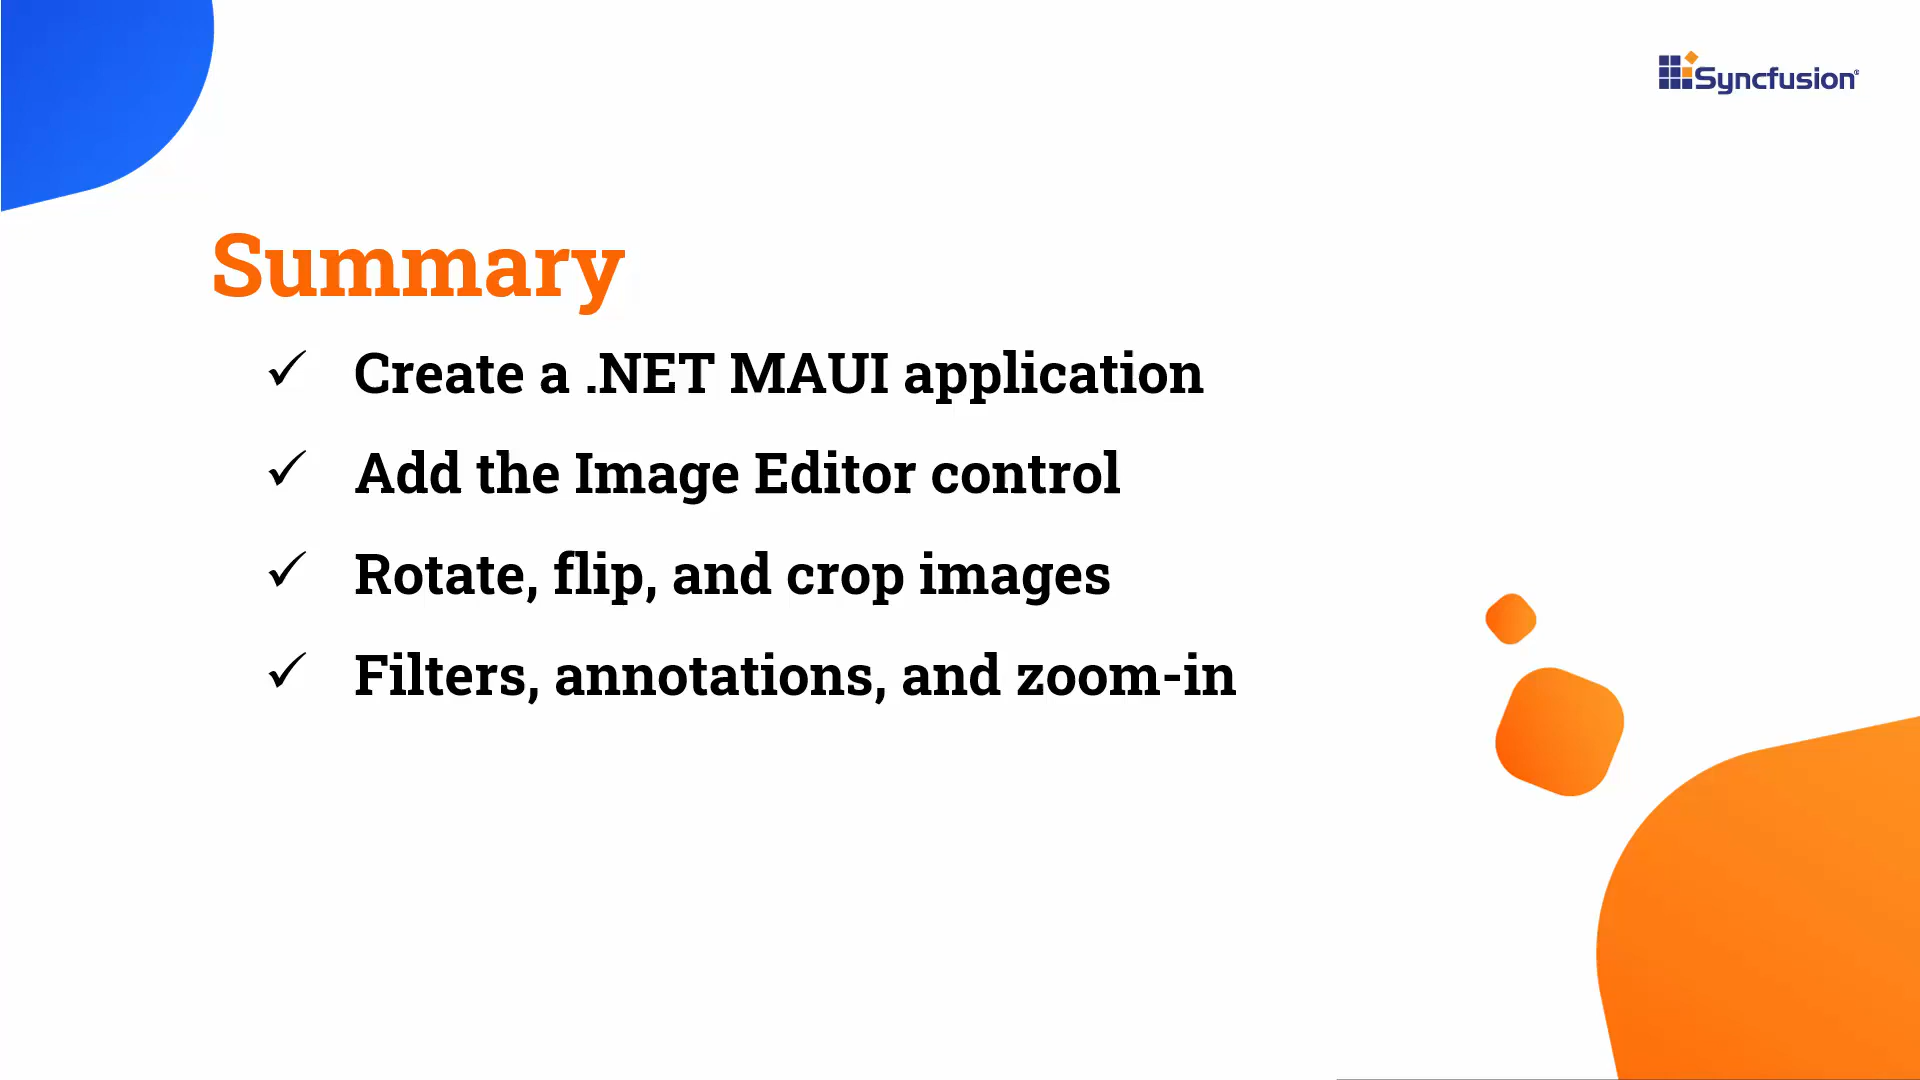 Syncfusion
Summary
✓ Create a .NET MAUI application
✓ Add the Image Editor control
✓ Rotate, flip, and crop images
✓ Filters, annotations, and zoom-in